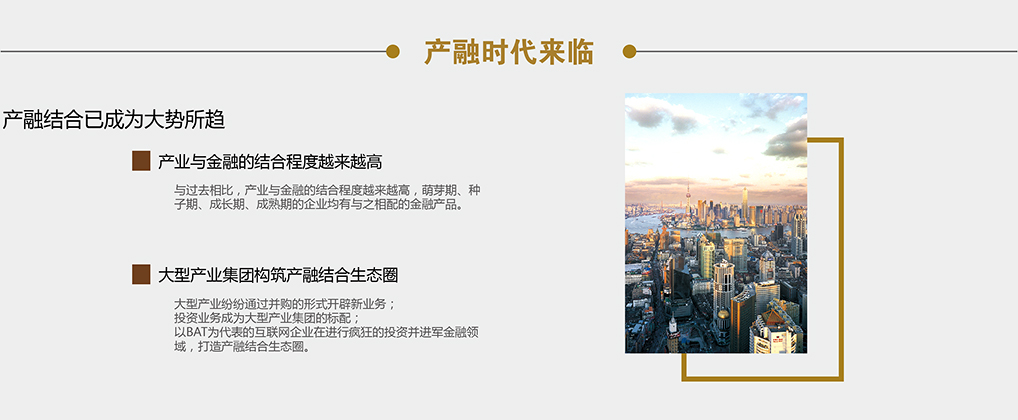 产融时代来临
产融结合已成为大势所趋
产业与金融的结合程度越来越高
与过去相比，产业与金融的结合程度越来越高，萌芽期、种
子期、成长期、成熟期的企业均有与之相配的金融产品。
大型产业集团构筑产融结合生态圈
大型产业纷纷通过并购的形式开辟新业务；
投资业务成为大型产业集团的标配；
以BAT为代表的互联网企业在进行疯狂的投资并进军金融领
域，打造产融结合生态圈。